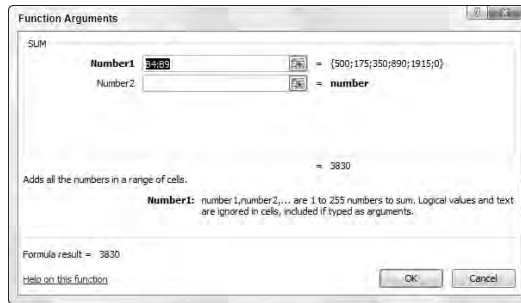 Function Arguments
SUM
Number1 B4:B9 = {500;175;350;890;1915;0}
Number2 = number
= 3830
Adds all the numbers in a range of cells.
Number1: number1,number2,... are 1 to 255 numbers to sum. Logical values and text
are ignored in cells, included if typed as arguments.
Formula result = 3830
Help on this function
OK Cancel